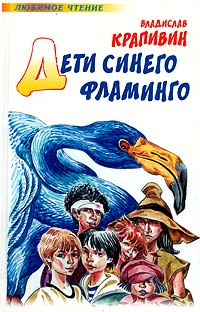 ЛЮБИМОЕ ЧТЕНИЕ
ВЛАДИСЛАВ
КРАПИВИН
ДЕТИ СИНЕГО
ФЛАМИНГО